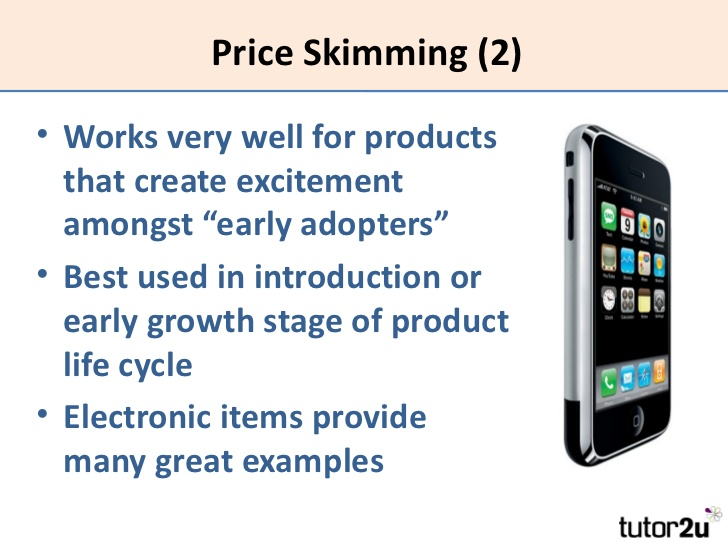 Price Skimming (2)
• Works very well for products
that create excitement
amongst “early adopters”
• Best used in introduction or
early growth stage of product
life cycle
• Electronic items provide
many great examples
tutor2u